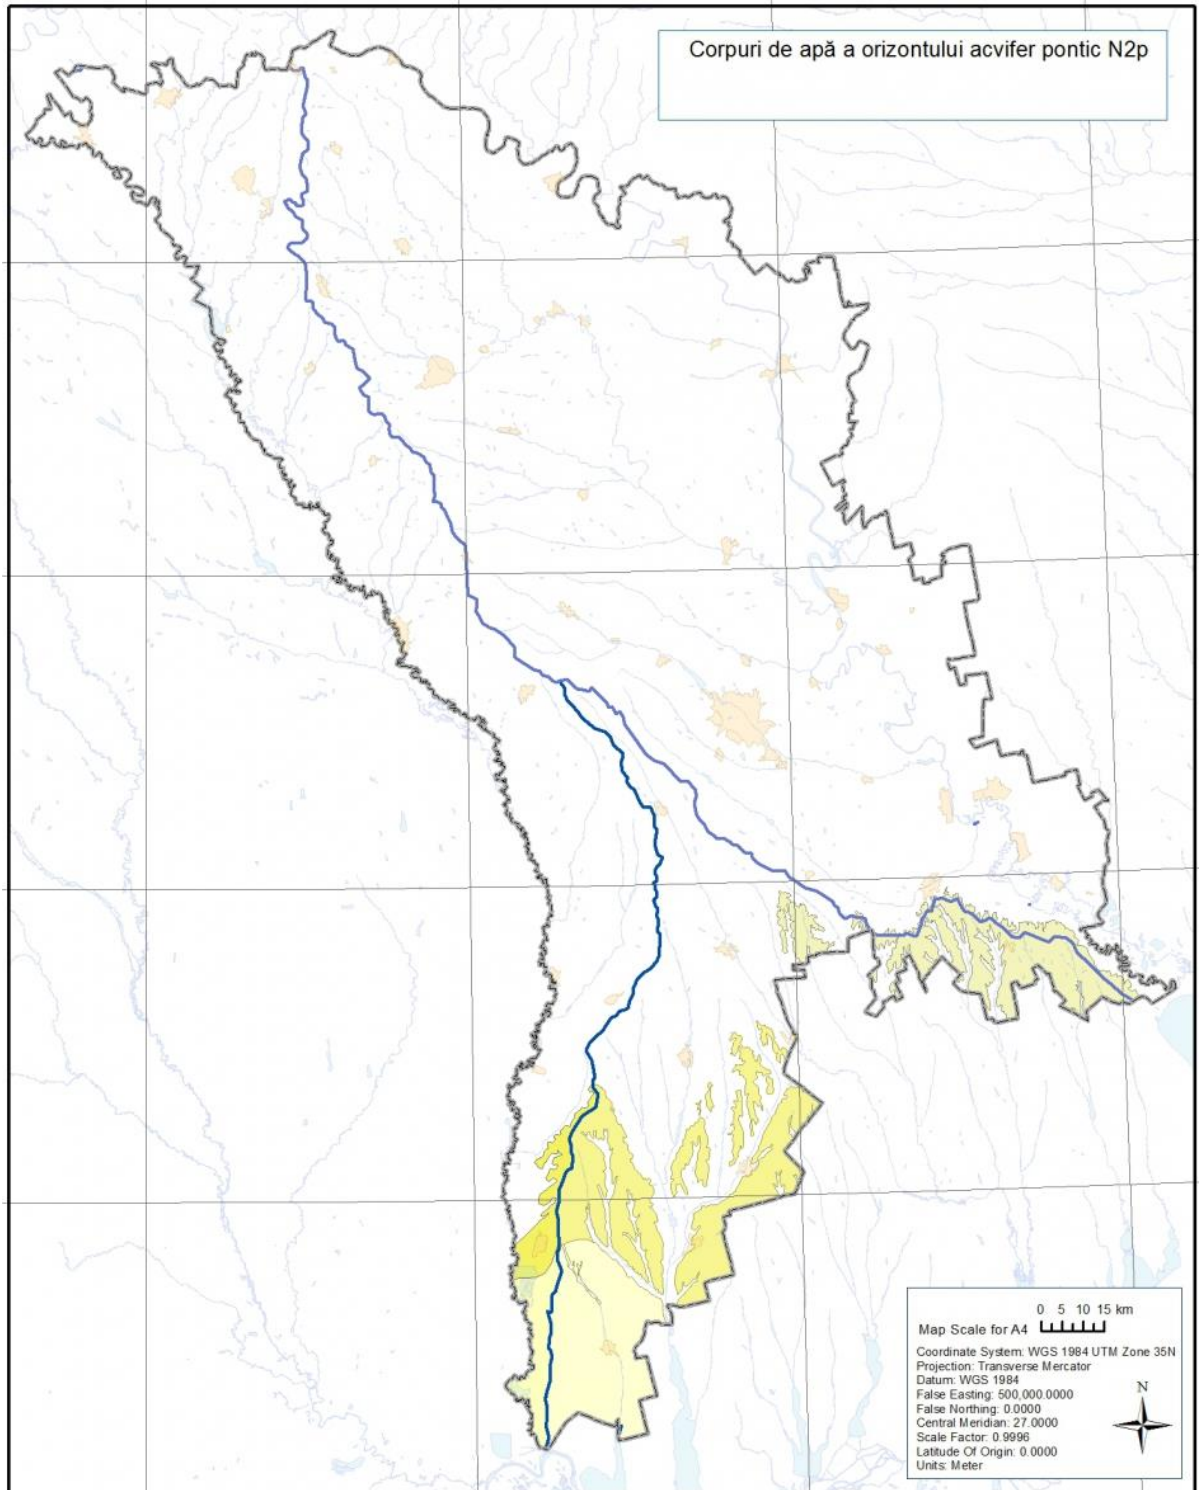 Corpuri de apă a orizontului acvifer pontic N2p
0 5 10 15 km
Map Scale for A4
Coordinate System: WGS 1984 UTM Zone 35N
Projection: Transverse Mercator
Datum: WGS 1984
False Easting: 500,000.0000
False Northing: 0.0000
Central Meridian: 27.0000
Scale Factor: 0.9996
Latitude Of Origin: 0.0000
Units: Meter
N